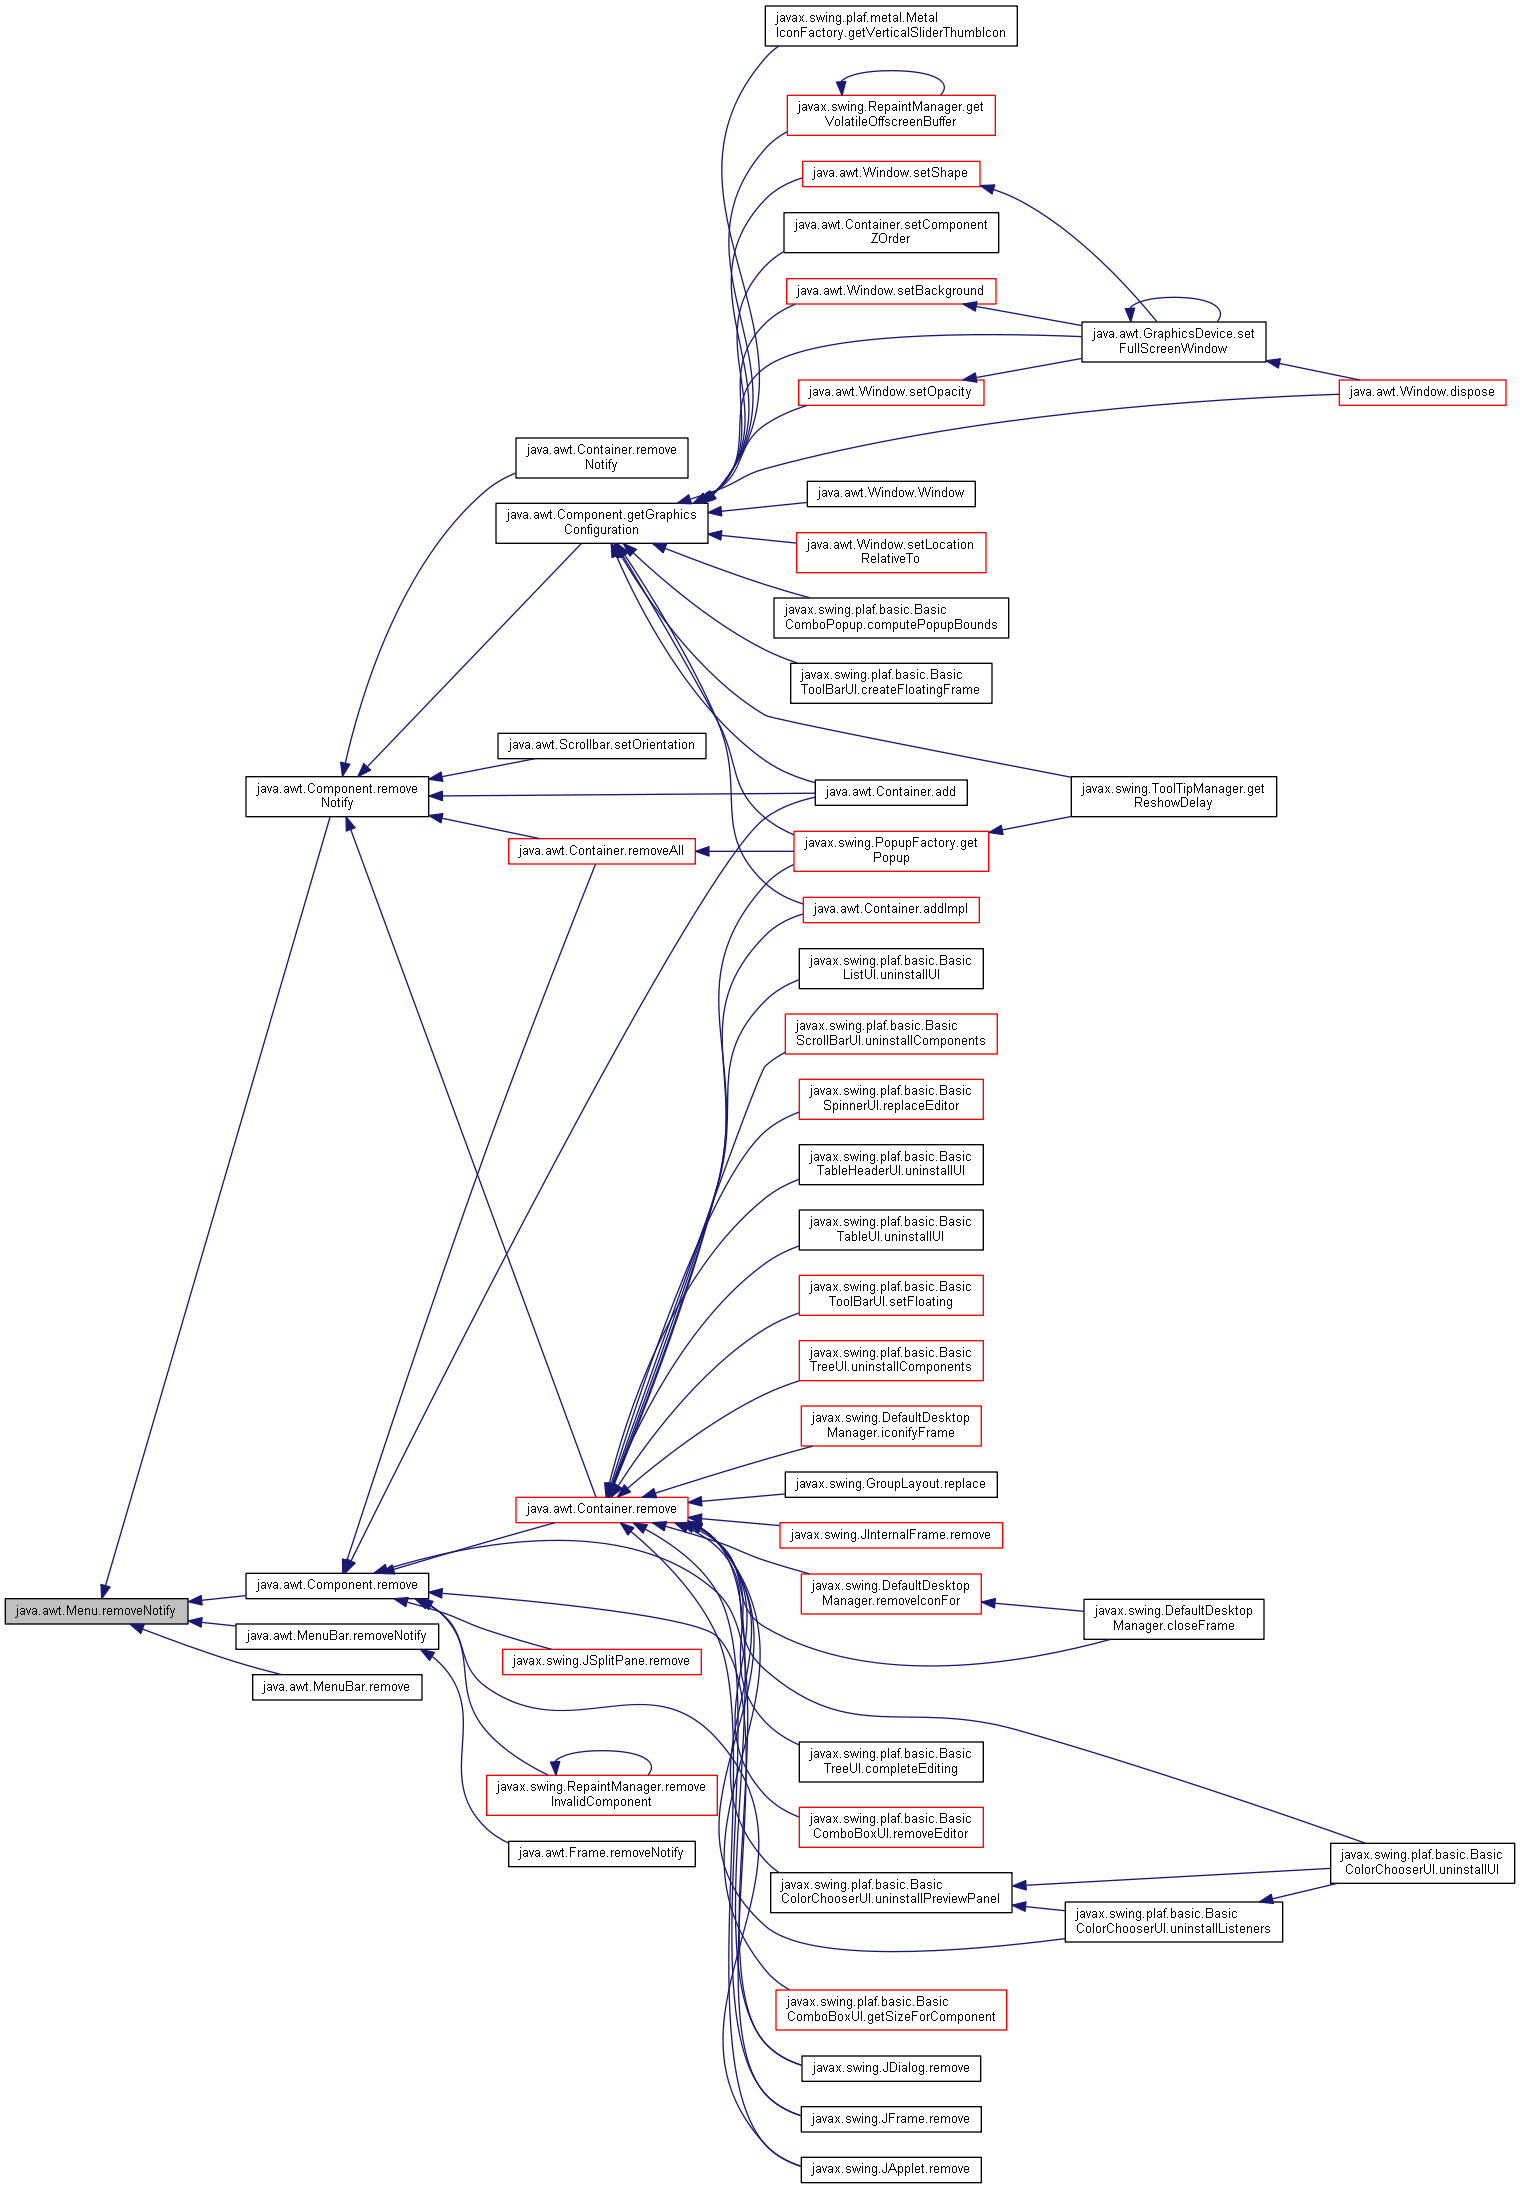 javax.swing.plaf.metal.Metal
IconFactory.getVerticalSliderThumbIcon
javax.swing.RepaintManager.get
VolatileOffscreenBuffer
java.awt.Window.setShape
java.awt.Container.setComponent
ZOrder
java.awt.Window.setBackground
java.awt.GraphicsDevice.set
FullScreenWindow
java.awt.Window.setOpacity
java.awt.Window.dispose
java.awt.Container.remove
Notify
java.awt.Window.Window
java.awt.Component.getGraphics
Configuration
java.awt.Window.setLocation
RelativeTo
javax.swing.plaf.basic.Basic
ComboPopup.computePopupBounds
javax.swing.plaf.basic.Basic
ToolBarUI.createFloatingFrame
java.awt.Scrollbar.setOrientation
java.awt.Component.remove
Notify
java.awt.Container.add
javax.swing.ToolTipManager.get
ReshowDelay
java.awt.Container.removeAll
javax.swing.PopupFactory.get
Popup
java.awt.Container.addImpl
javax.swing.plaf.basic.Basic
ListUI.uninstallUI
javax.swing.plaf.basic.Basic
ScrollBarUI.uninstallComponents
javax.swing.plaf.basic.Basic
SpinnerUI.replaceEditor
javax.swing.plaf.basic.Basic
TableHeaderUI.uninstallUI
javax.swing.plaf.basic.Basic
TableUI.uninstallUI
javax.swing.plaf.basic.Basic
ToolBarUI.setFloating
javax.swing.plaf.basic.Basic
TreeUI.uninstallComponents
javax.swing.DefaultDesktop
Manager.iconifyFrame
javax.swing.GroupLayout.replace
java.awt.Container.remove
javax.swing.JInternalFrame.remove
java.awt.Component.remove
javax.swing.DefaultDesktop
Manager.removeIconFor
java.awt.Menu.removeNotify
javax.swing.DefaultDesktop
Manager.closeFrame
java.awt.MenuBar.removeNotify
javax.swing.JSplitPane.remove
java.awt.MenuBar.remove
javax.swing.plaf.basic.Basic
TreeUI.completeEditing
javax.swing.RepaintManager.remove
InvalidComponent
javax.swing.plaf.basic.Basic
ComboBoxUI.removeEditor
java.awt.Frame.removeNotify
javax.swing.plaf.basic.Basic
ColorChooserUI.uninstallUI
javax.swing.plaf.basic.Basic
ColorChooserUI.uninstallPreviewPanel
javax.swing.plaf.basic.Basic
ColorChooserUI.uninstallListeners
javax.swing.plaf.basic.Basic
ComboBoxUI.getSizeForComponent
javax.swing.JDialog.remove
javax.swing.JFrame.remove
javax.swing.JApplet.remove